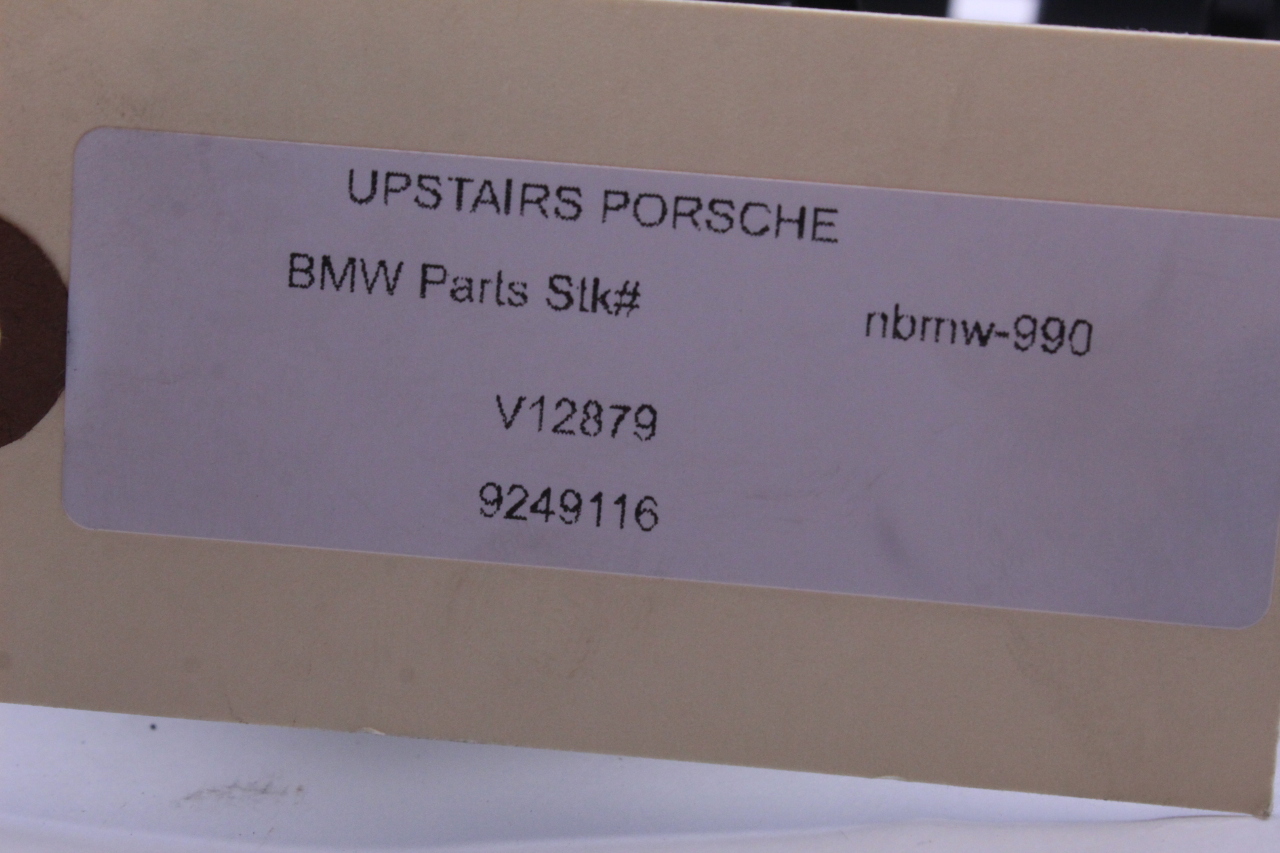 UPSTAIRS PORSCHE
BMW Parts Stk# nbmw-990
V12879
9249116